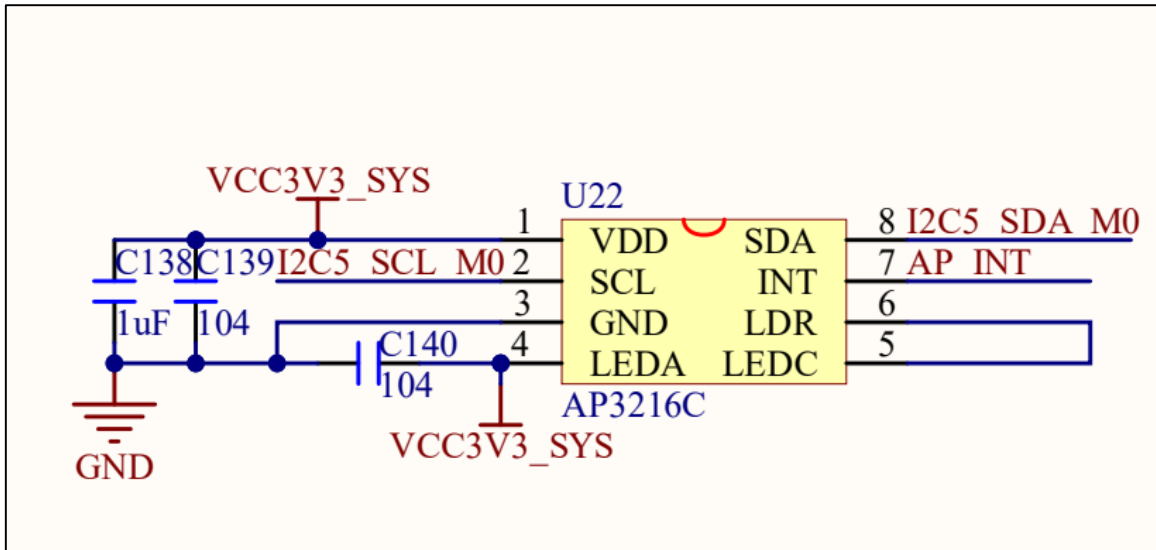 VCC3V3_SYS
U22
1
VDD
SDA
8
I2C5_SDA_M0
C138
C139
I2C5_SCL_M0
2
SCL
INT
7
AP_INT
1uF
104
3
GND
LDR
6
C140
104
4
LEDA
LEDC
5
AP3216C
VCC3V3_SYS
GND